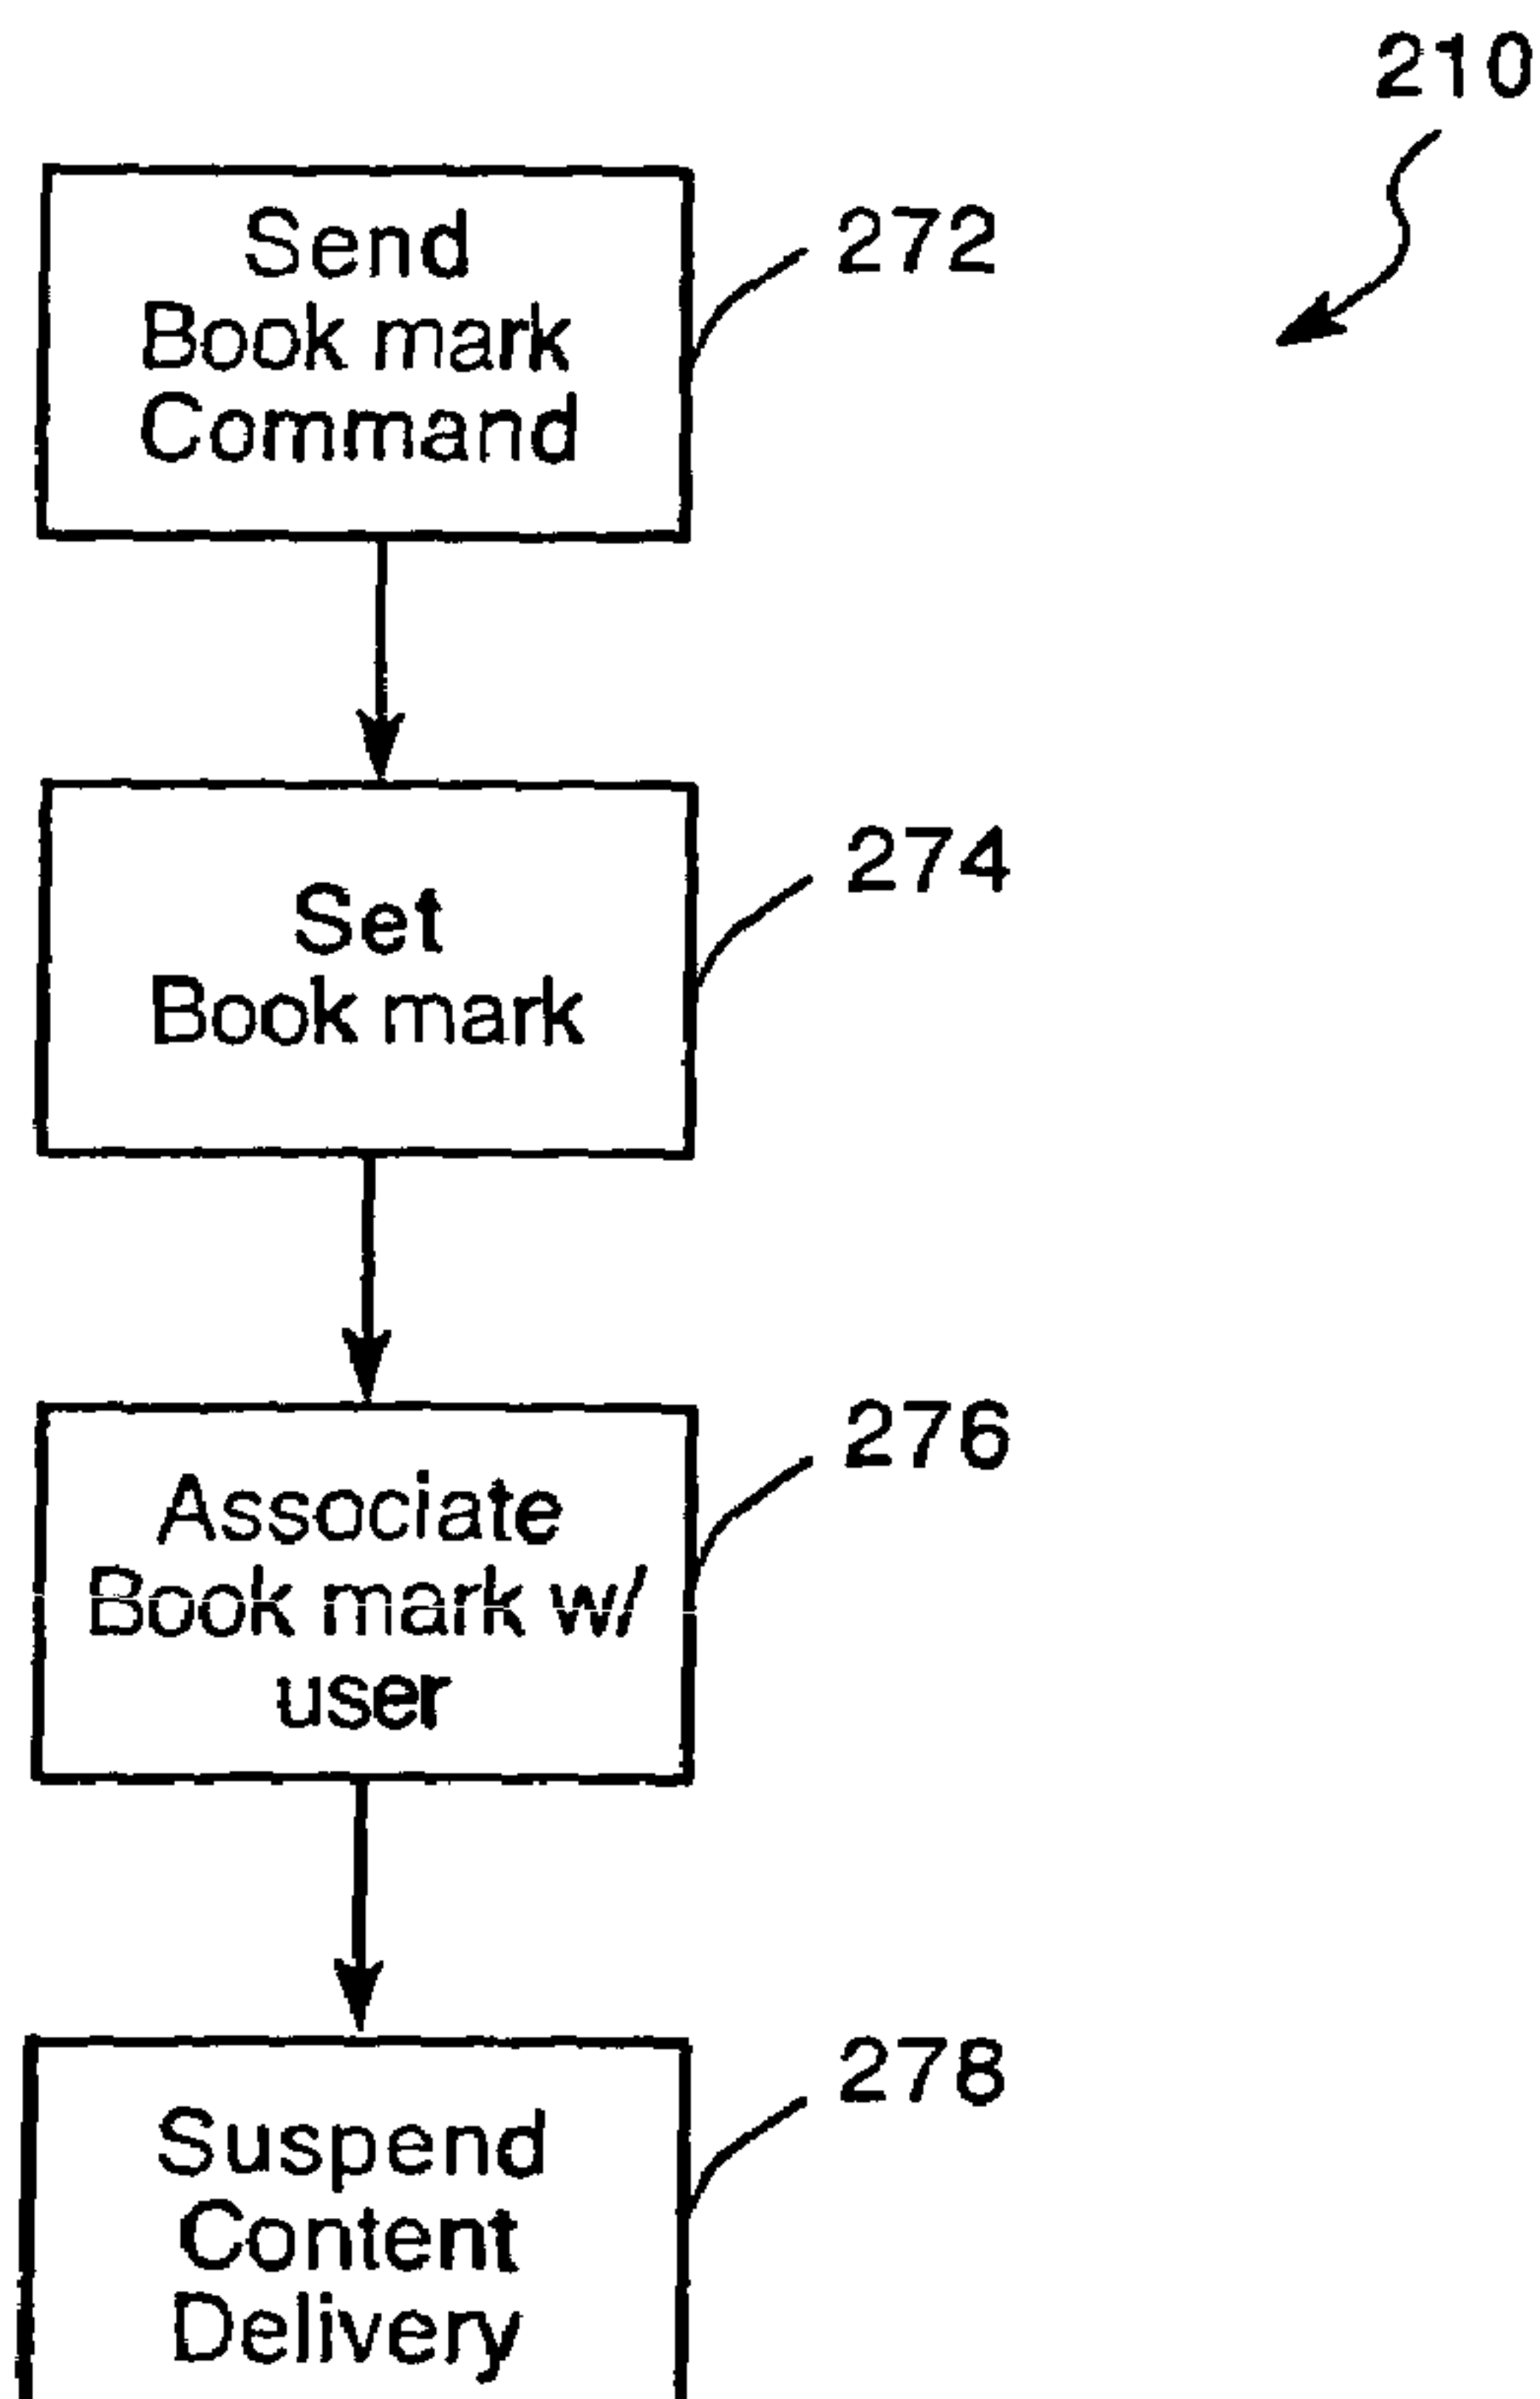 210
Send
Book mark
Command
272
Set
Book mark
274
Associate
Book mark w/
user
276
Suspend
Content
Delivery
278